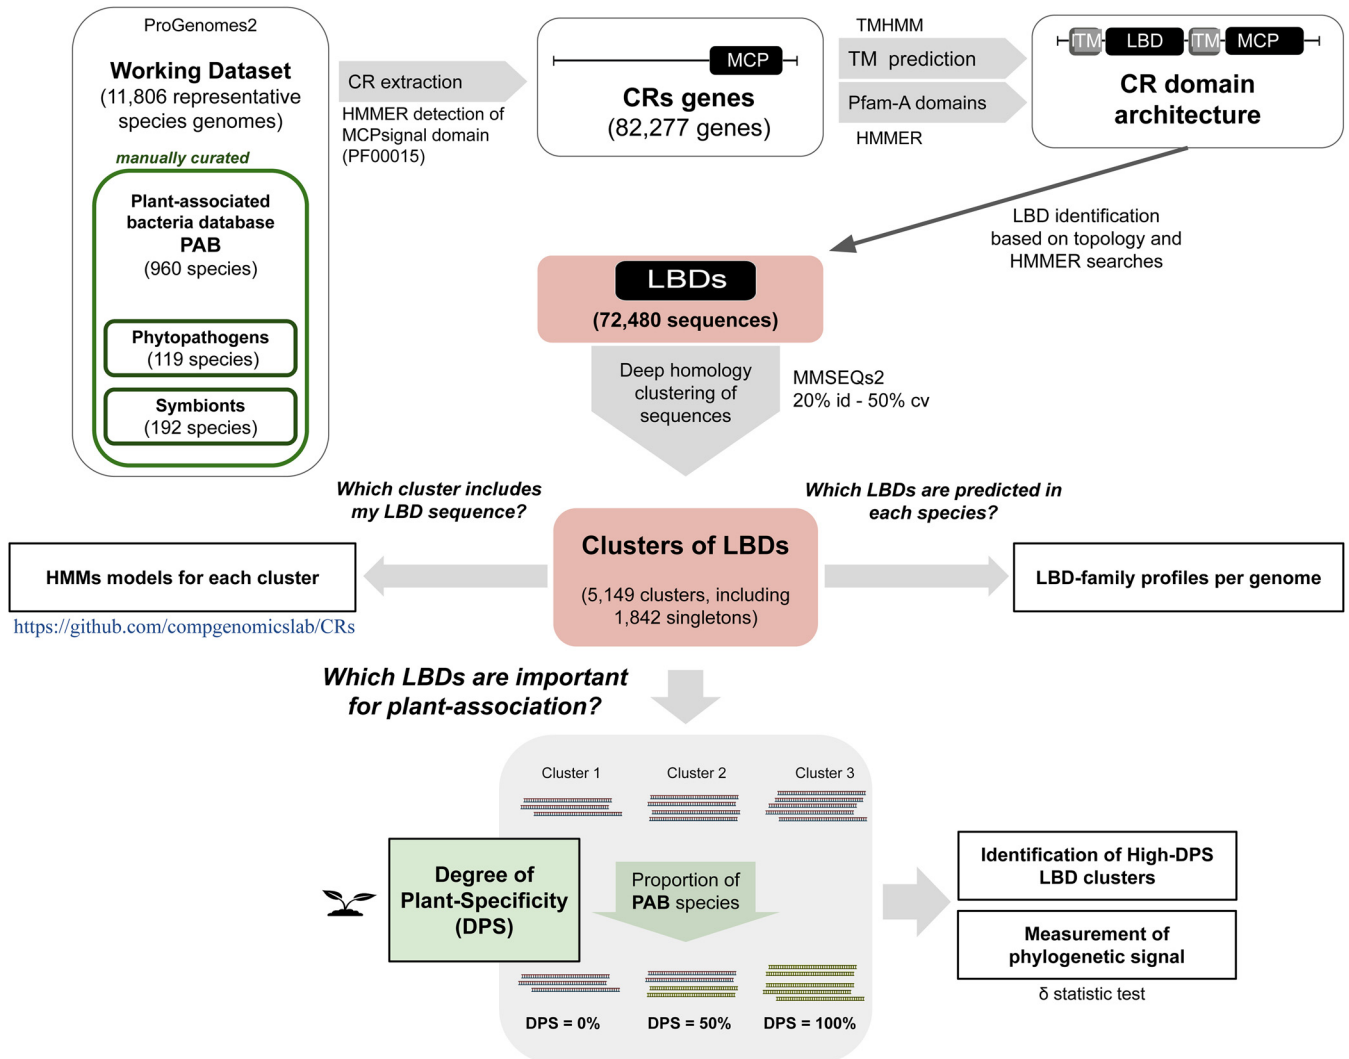 ProGenomes2
Working Dataset
(11,806 representative
species genomes)
manually curated
Plant-associated
bacteria database
PAB
(960 species)
Phytopathogens
(119 species)
Symbionts
(192 species)
CR extraction
HMMER detection of
MCPsignal domain
(PF00015)
MCP
CRs genes
(82,277 genes)
TMHMM
TM prediction
Pfam-A domains
HMMER
TM LBD TM MCP
CR domain
architecture
LBD identification
based on topology and
HMMER searches
LBDs
(72,480 sequences)
Deep homology
clustering of
sequences
MMSEQs2
20% id - 50% cv
Which cluster includes
my LBD sequence?
Which LBDs are predicted in
each species?
Clusters of LBDs
(5,149 clusters, including
1,842 singletons)
HMMs models for each cluster
https://github.com/compgenomicslab/CRs
LBD-family profiles per genome
Which LBDs are important
for plant-association?
Cluster 1 Cluster 2 Cluster 3
Degree of
Plant-Specificity
(DPS)
Proportion of
PAB species
DPS = 0% DPS = 50% DPS = 100%
Identification of High-DPS
LBD clusters
Measurement of
phylogenetic signal
δ statistic test